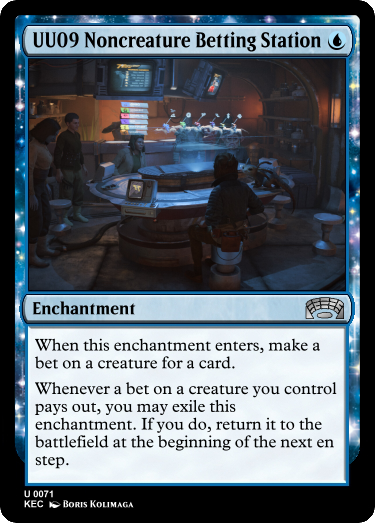 UU09 Noncreature Betting Station
Enchantment
When this enchantment enters, make a
bet on a creature for a card.
Whenever a bet on a creature you control
pays out, you may exile this
enchantment. If you do, return it to the
battlefield at the beginning of the next en
step.
U 0071
KEC Boris Kolimaga